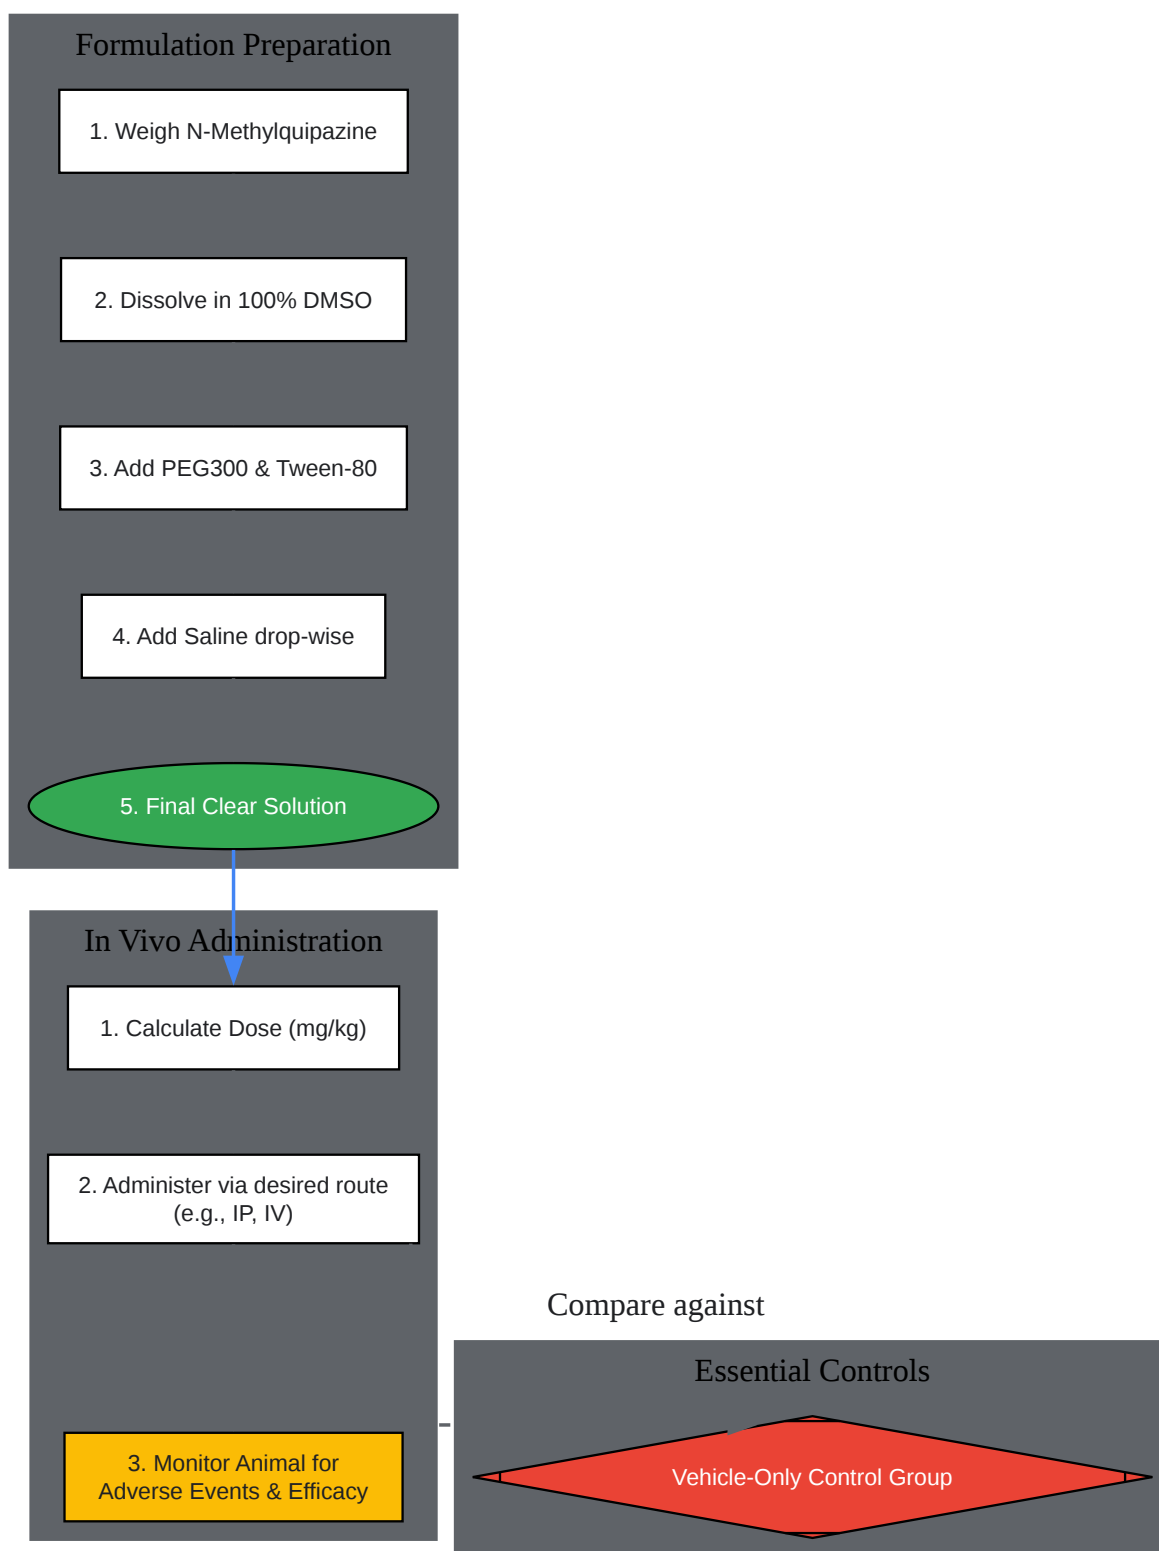 Formulation Preparation
1. Weigh N-Methylquipazine
2. Dissolve in 100% DMSO
3. Add PEG300 & Tween-80
4. Add Saline drop-wise
5. Final Clear Solution
In Vivo Administration
1. Calculate Dose (mg/kg)
2. Administer via desired route
(e.g., IP, IV)
Compare against
Essential Controls
3. Monitor Animal for
Adverse Events & Efficacy
Vehicle-Only Control Group